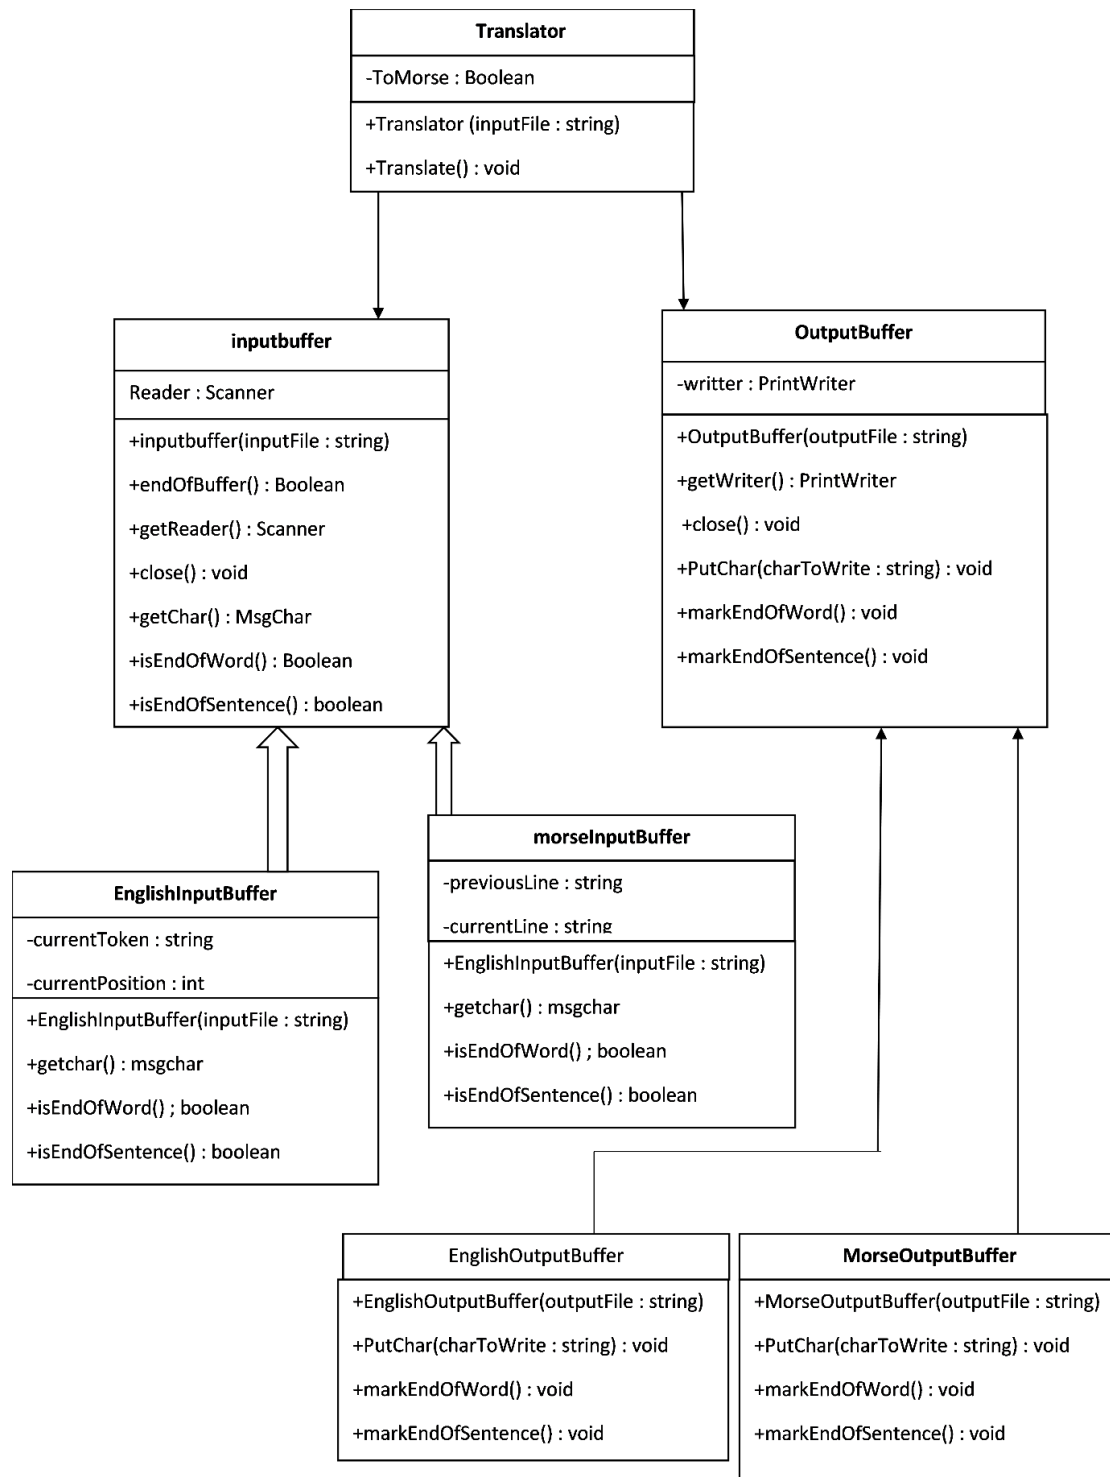 Translator
-ToMorse : Boolean
+Translator (inputFile : string)
+Translate() : void
inputbuffer
Reader : Scanner
+inputbuffer(inputFile : string)
+endOfBuffer() : Boolean
+getReader() : Scanner
+close() : void
+getChar() : MsgChar
+isEndOfWord() : Boolean
+isEndOfSentence() : boolean
OutputBuffer
-writter : PrintWriter
+OutputBuffer(outputFile : string)
+getWriter() : PrintWriter
+close() : void
+PutChar(charToWrite : string) : void
+markEndOfWord() : void
+markEndOfSentence() : void
EnglishInputBuffer
-currentToken : string
-currentPosition : int
+EnglishInputBuffer(inputFile : string)
+getchar() : msgchar
+isEndOfWord() ; boolean
+isEndOfSentence() : boolean
morseInputBuffer
-previousLine : string
-currentLine : string
+EnglishInputBuffer(inputFile : string)
+getchar() : msgchar
+isEndOfWord() ; boolean
+isEndOfSentence() : boolean
EnglishOutputBuffer
+EnglishOutputBuffer(outputFile : string)
+PutChar(charToWrite : string) : void
+markEndOfWord() : void
+markEndOfSentence() : void
MorseOutputBuffer
+MorseOutputBuffer(outputFile : string)
+PutChar(charToWrite : string) : void
+markEndOfWord() : void
+markEndOfSentence() : void